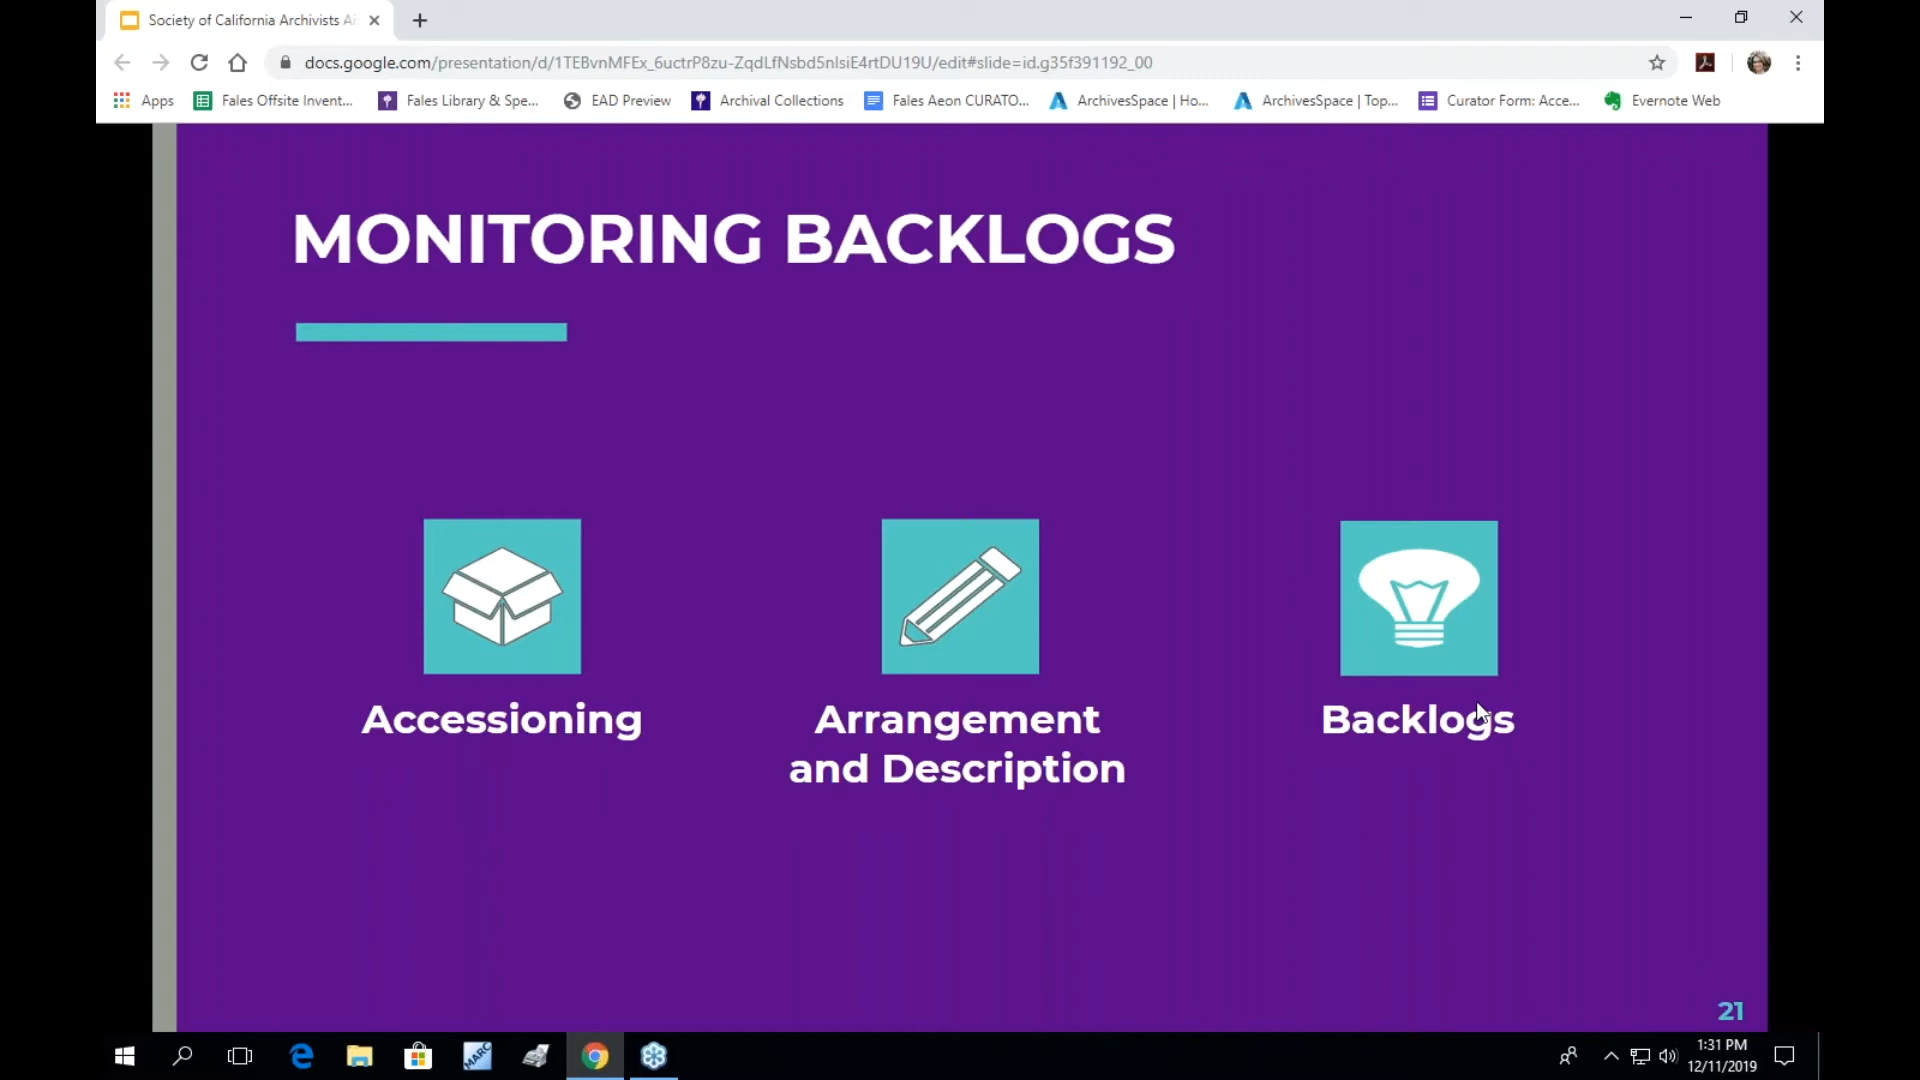 Society of California Archivists A
docs.google.com/presentation/d/1TEBvnMFEx_6uctrP8zu-ZqdLfNsbd5nlsiE4rtDU19U/edit#slide=id.g35f391192_00
Apps Fales Offsite Invent... Fales Library & Spe... EAD Preview Archival Collections Fales Aeon CURATO... ArchivesSpace | Ho... ArchivesSpace | Top... Curator Form: Acce... Evernote Web
MONITORING BACKLOGS
Accessioning
Arrangement
and Description
Backlogs
21
MARC
1:31 PM
12/11/2019